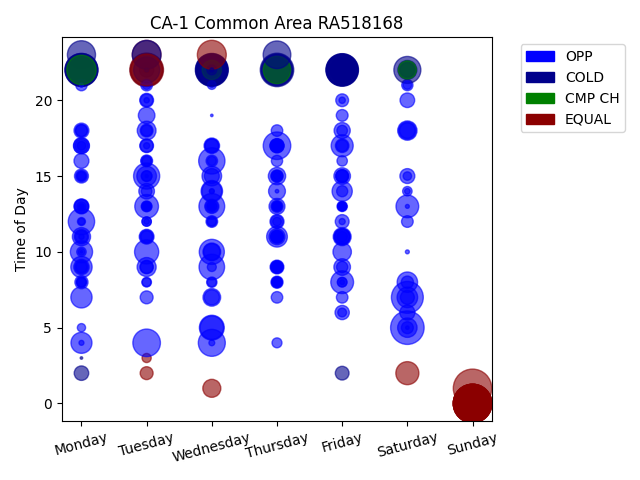 CA-1 Common Area RA518168
OPP
COLD
CMP CH
EQUAL
Time of Day
20
15
10
5
0
Monday
Tuesday
Wednesday
Thursday
Friday
Saturday
Sunday